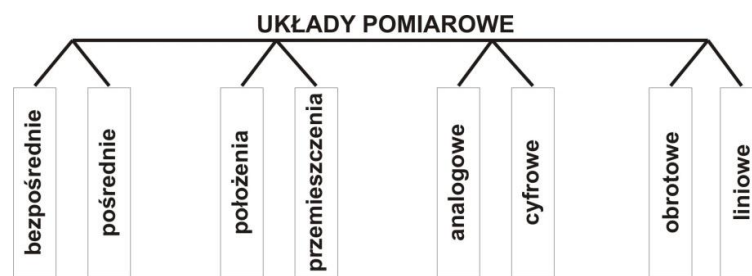 UKŁADY POMIAROWE
bezpośrednie
pośrednie
położenia
przemieszczenia
analogowe
cyfrowe
obrotowe
liniowe